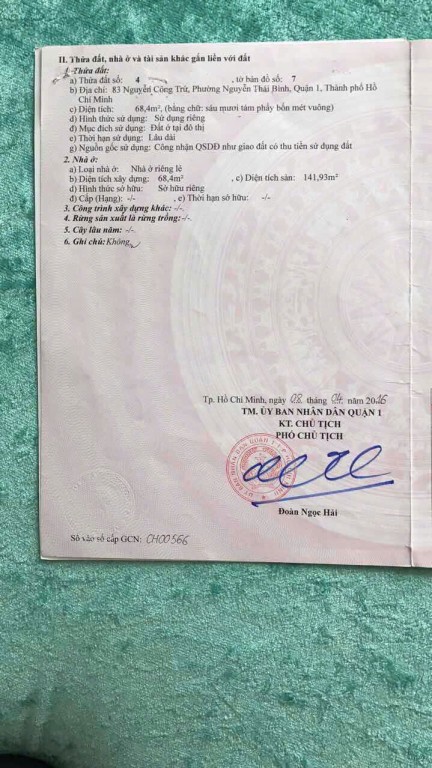 II. Thửa đất, nhà ở và tài sản khác gắn liền với đất
1. Thửa đất:
a) Thửa đất số: 4 , tờ bản đồ số: 7
b) Địa chỉ: 83 Nguyễn Công Trứ, Phường Nguyễn Thái Bình, Quận 1, Thành phố Hồ
Chí Minh
c) Diện tích: 68,4m², (bằng chữ: sáu mươi tám phẩy bốn mét vuông)
d) Hình thức sử dụng: Sử dụng riêng
đ) Mục đích sử dụng: Đất ở tại đô thị
e) Thời hạn sử dụng: Lâu dài
g) Nguồn gốc sử dụng: Công nhận QSDĐ như giao đất có thu tiền sử dụng đất
2. Nhà ở:
a) Loại nhà ở: Nhà ở riêng lẻ
b) Diện tích xây dựng: 68,4m² , c) Diện tích sàn: 141,93m²
d) Hình thức sở hữu: Sở hữu riêng
đ) Cấp (Hạng): -/- , e) Thời hạn sở hữu: -/-
3. Công trình xây dựng khác: -/-
4. Rừng sản xuất là rừng trồng:-/-
5. Cây lâu năm: -/-
6. Ghi chú: Không
Tp. Hồ Chí Minh, ngày 08 tháng 04 năm 2016
TM. ỦY BAN NHÂN DÂN QUẬN 1
KT. CHỦ TỊCH
PHÓ CHỦ TỊCH
Đoàn Ngọc Hải
Số vào sổ cấp GCN: CH00566